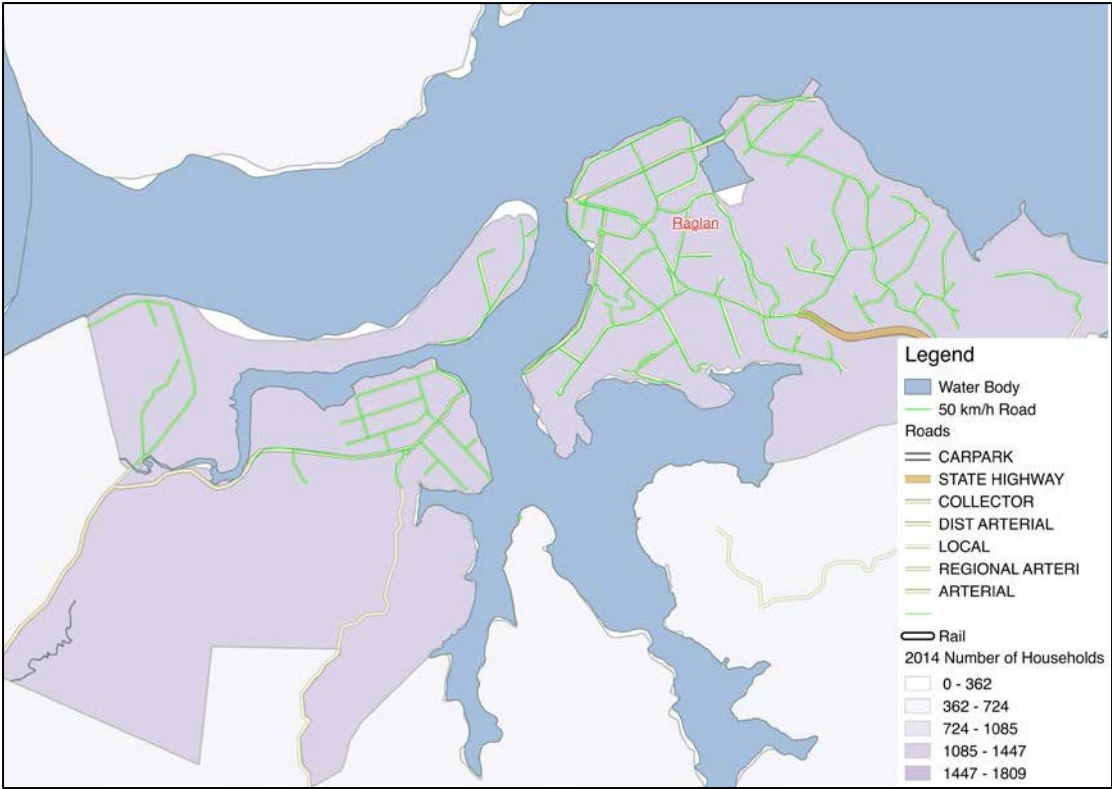 Raglan
Legend
Water Body
50 km/h Road
Roads
CARPARK
STATE HIGHWAY
COLLECTOR
DIST ARTERIAL
LOCAL
REGIONAL ARTERI
ARTERIAL
Rail
2014 Number of Households
0 - 362
362 - 724
724 - 1085
1085 - 1447
1447 - 1809